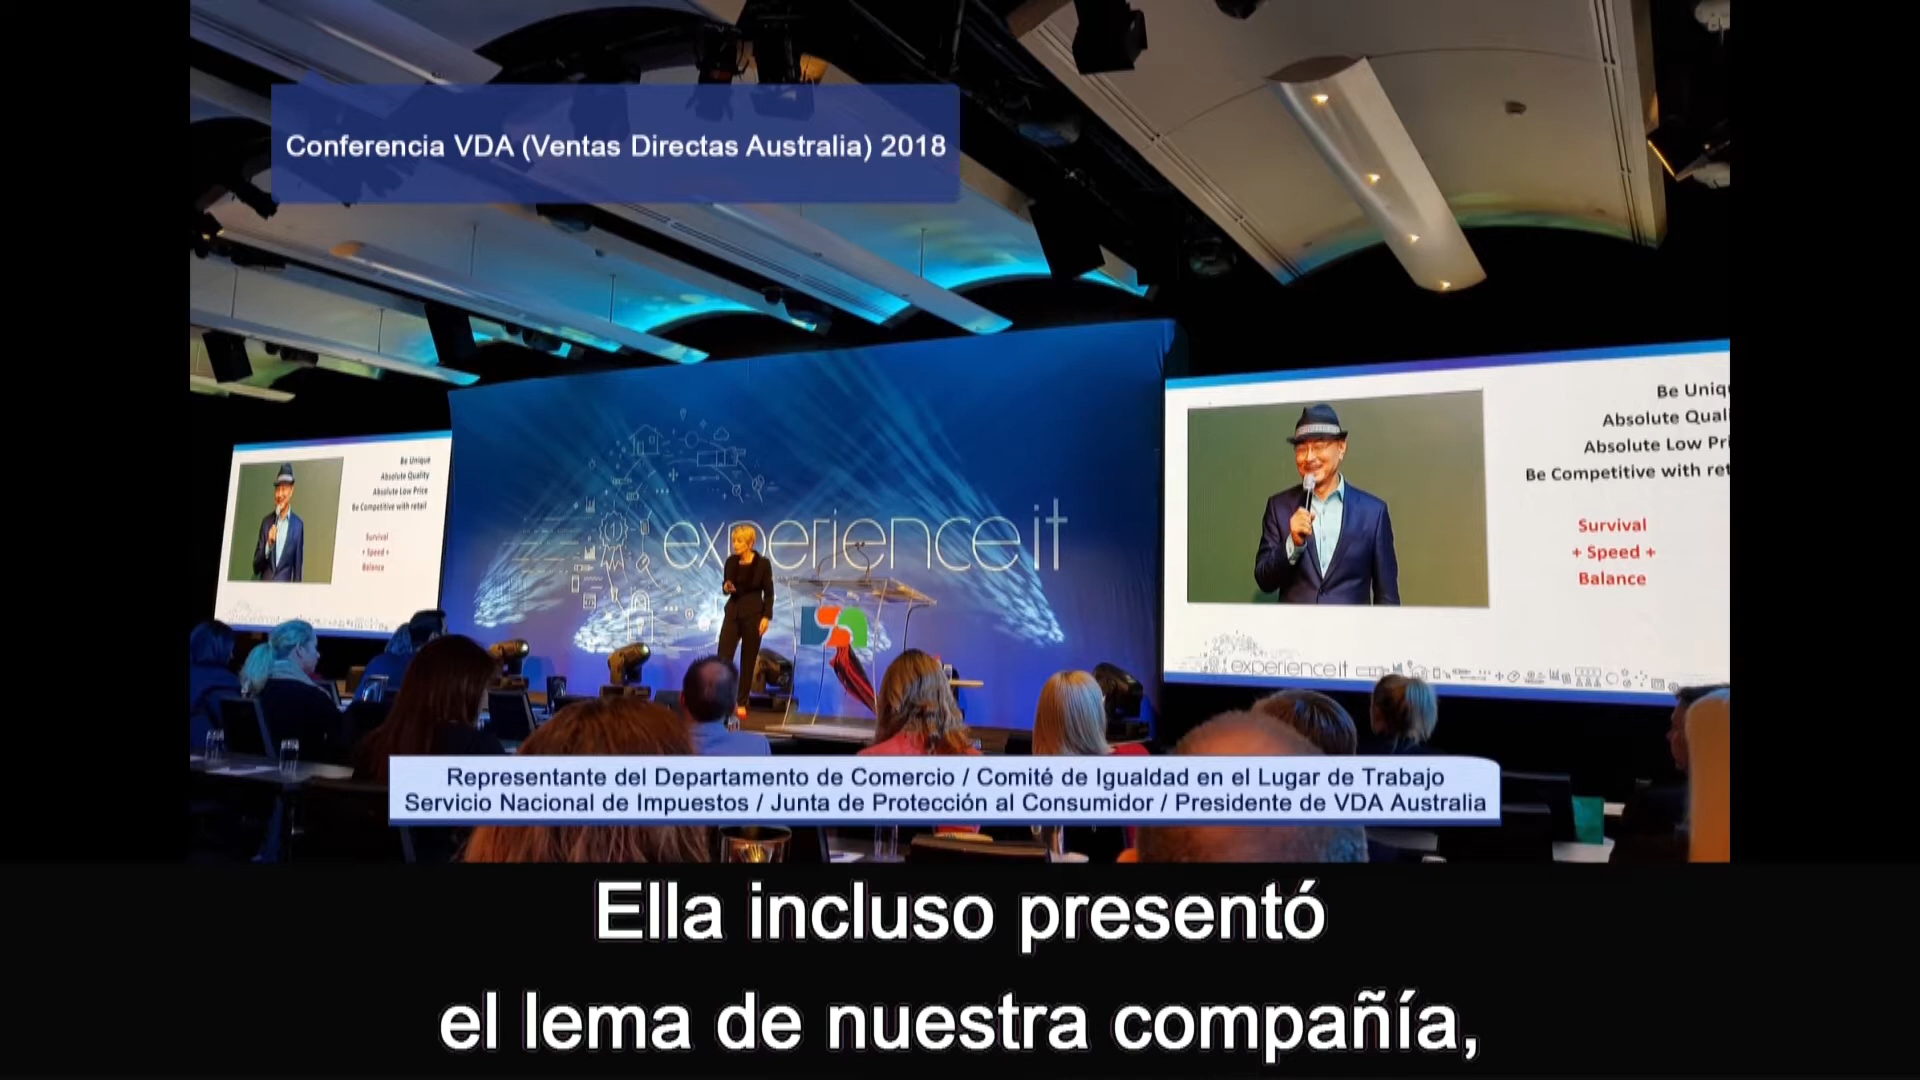 Conferencia VDA (Ventas Directas Australia) 2018
Be Unique
Absolute Quality
Absolute Low Price
Be Competitive with retail
Survival
+ Speed +
Balance
experience it
Be Uniq
Absolute Quali
Absolute Low Pri
Be Competitive with ret
Survival
+ Speed +
Balance
experience it
Representante del Departamento de Comercio / Comité de Igualdad en el Lugar de Trabajo
Servicio Nacional de Impuestos / Junta de Protección al Consumidor / Presidente de VDA Australia
Ella incluso presentó
el lema de nuestra compañía,